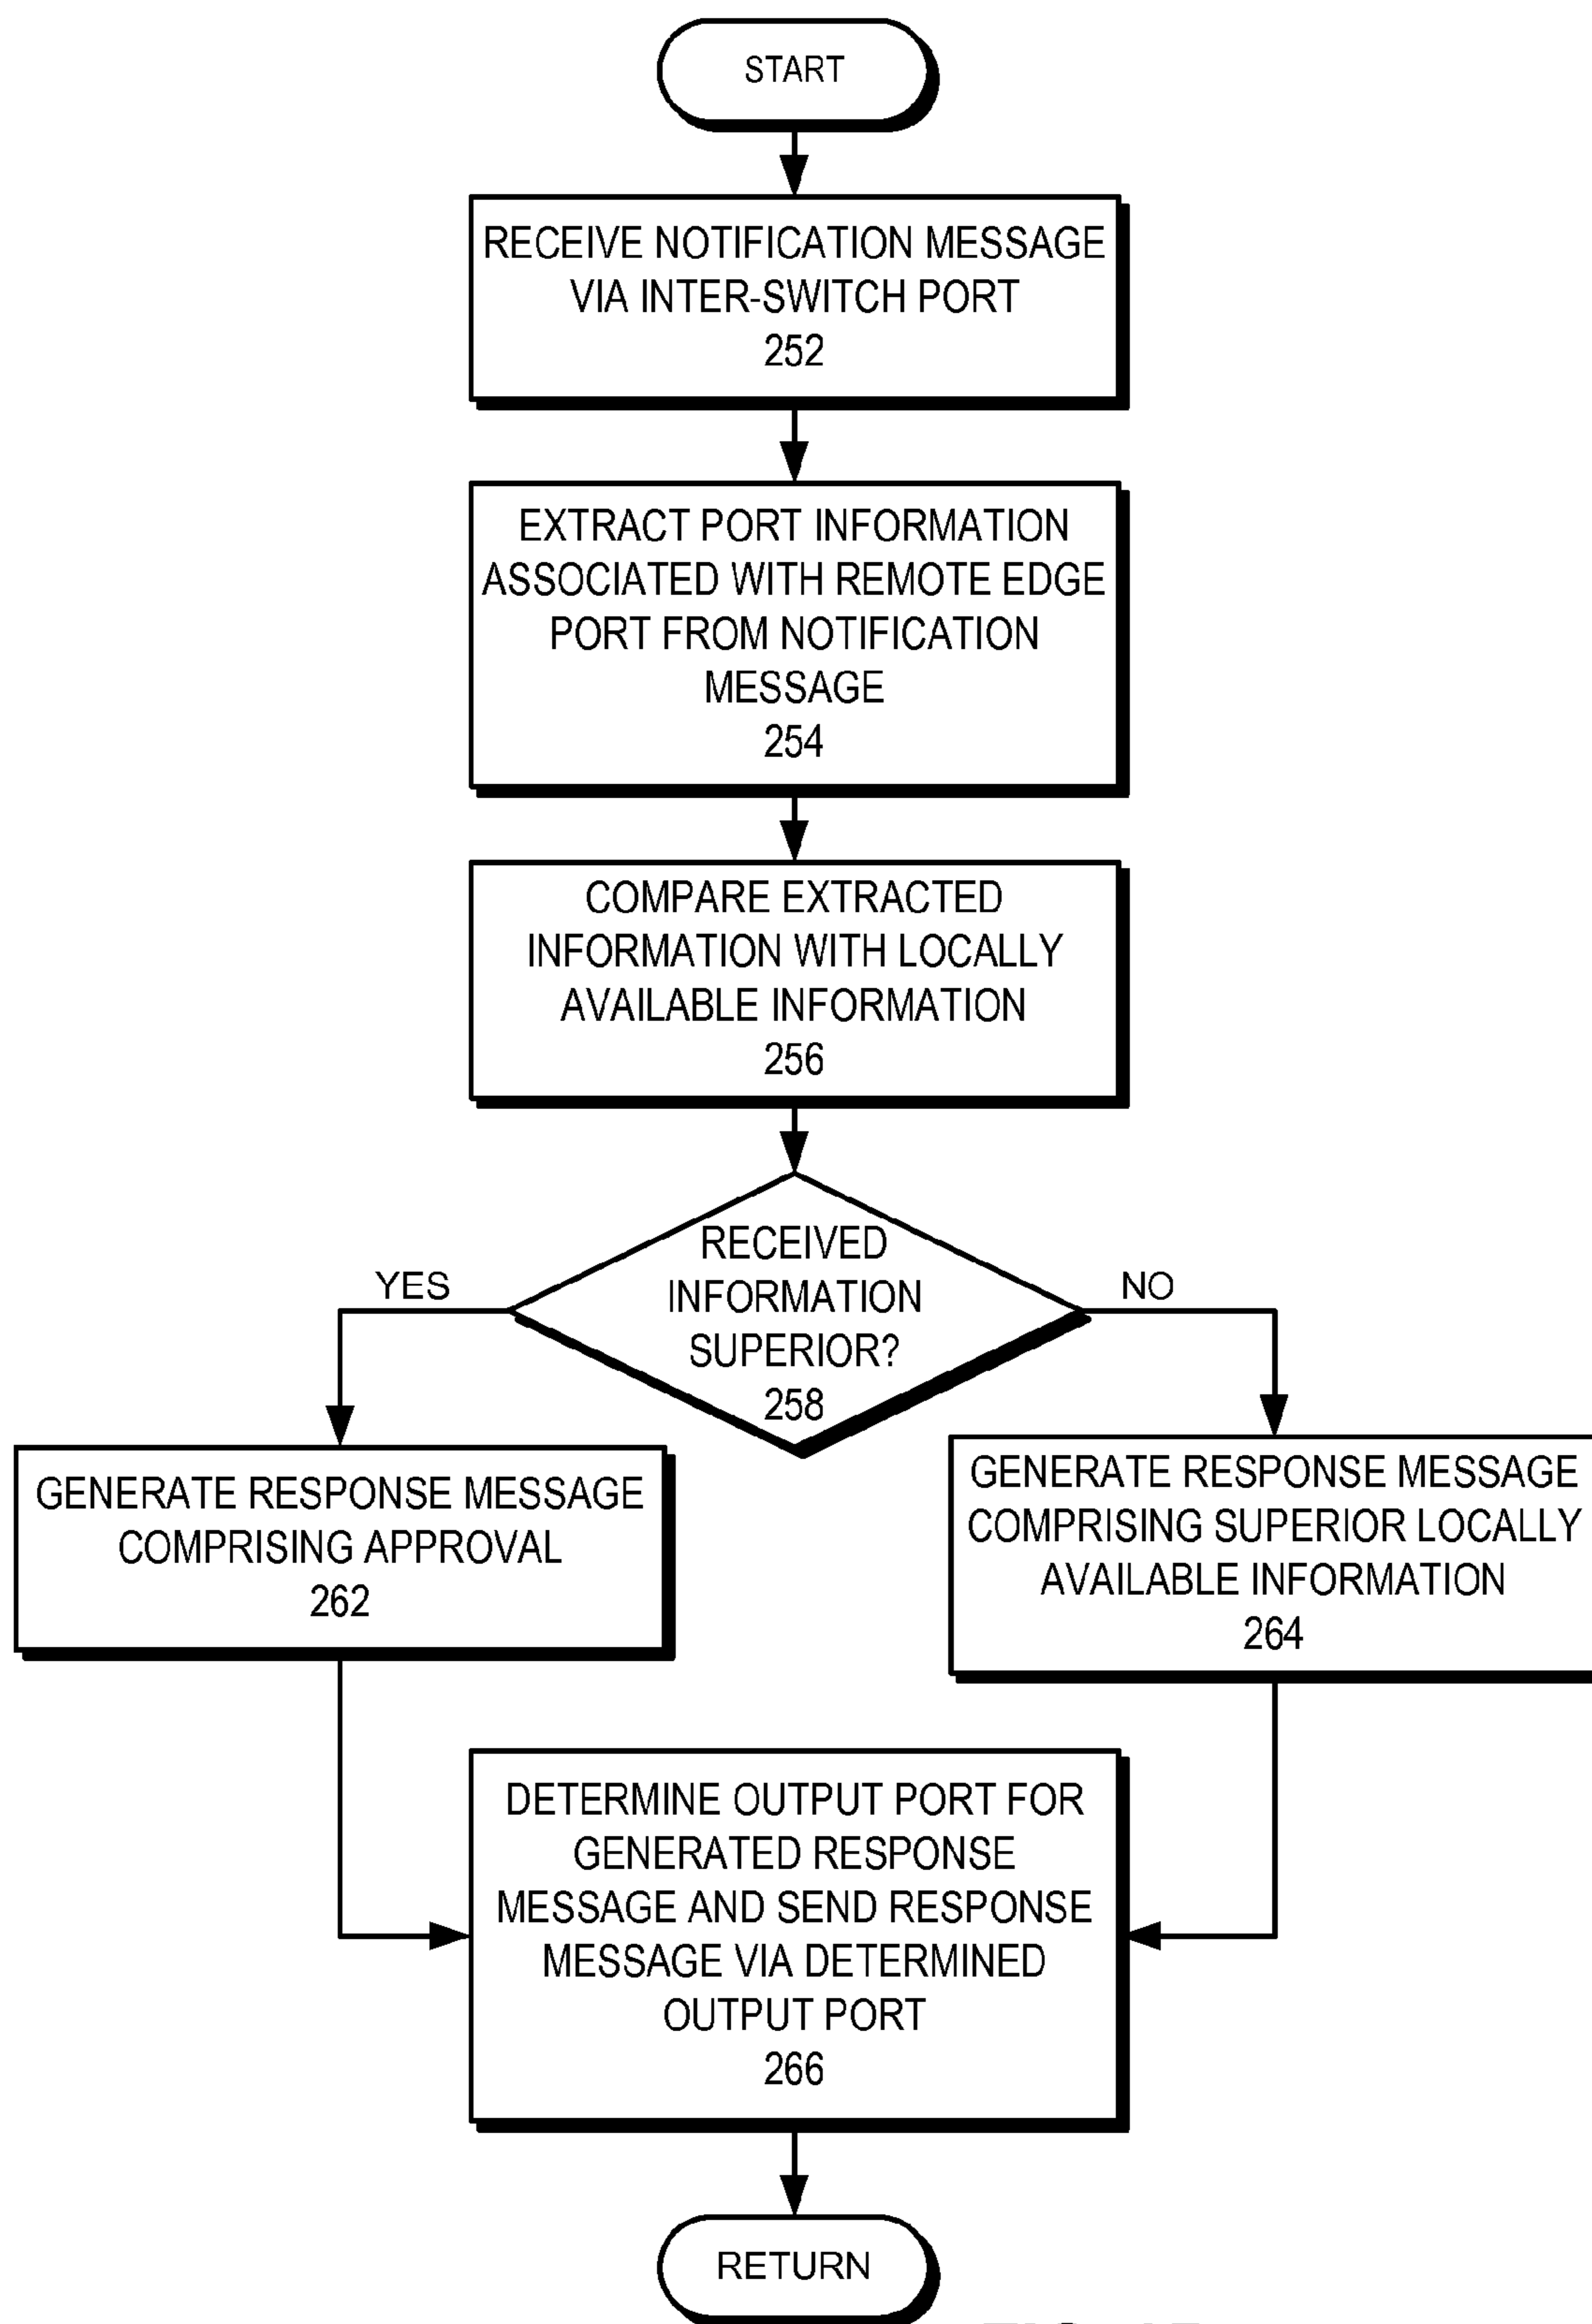 START
RECEIVE NOTIFICATION MESSAGE
VIA INTER-SWITCH PORT
252
EXTRACT PORT INFORMATION
ASSOCIATED WITH REMOTE EDGE
PORT FROM NOTIFICATION
MESSAGE
254
COMPARE EXTRACTED
INFORMATION WITH LOCALLY
AVAILABLE INFORMATION
256
RECEIVED
INFORMATION
SUPERIOR?
258
YES
NO
GENERATE RESPONSE MESSAGE
COMPRISING APPROVAL
262
GENERATE RESPONSE MESSAGE
COMPRISING SUPERIOR LOCALLY
AVAILABLE INFORMATION
264
DETERMINE OUTPUT PORT FOR
GENERATED RESPONSE
MESSAGE AND SEND RESPONSE
MESSAGE VIA DETERMINED
OUTPUT PORT
266
RETURN